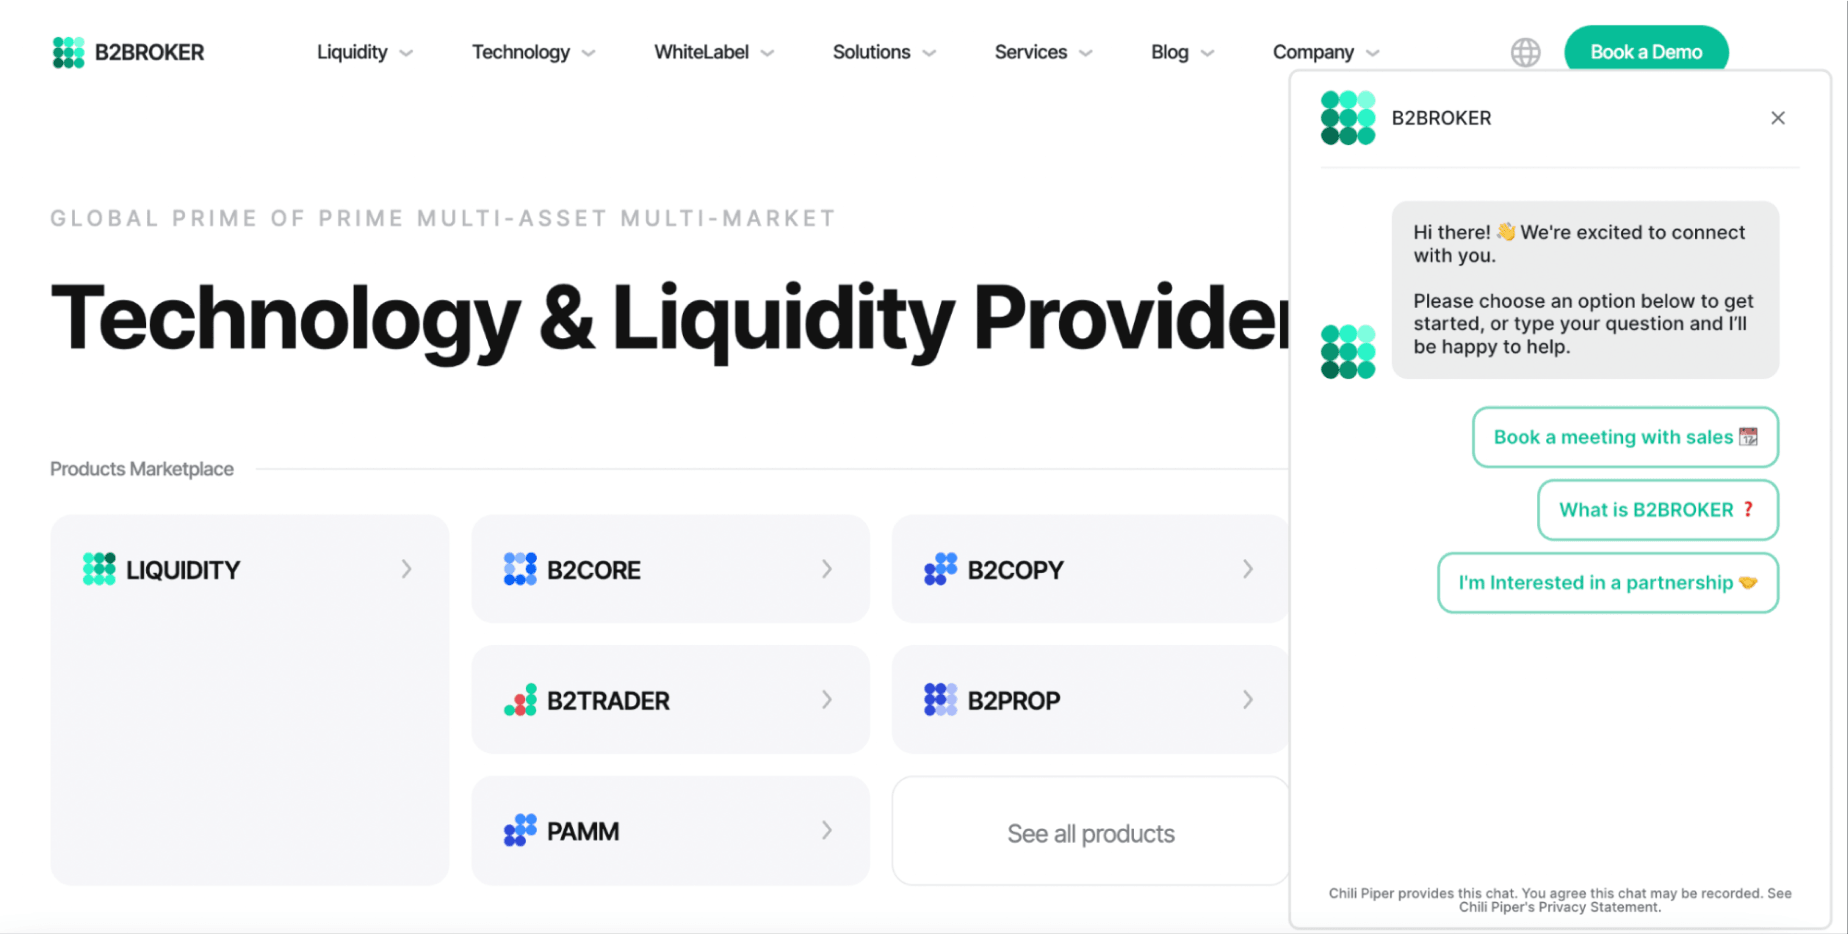 B2BROKER
Liquidity
Technology
WhiteLabel
Solutions
Services
Blog
Company
Book a Demo
GLOBAL PRIME OF PRIME MULTI-ASSET MULTI-MARKET
Technology & Liquidity Provider
Products Marketplace
LIQUIDITY
B2CORE
B2COPY
B2TRADER
B2PROP
PAMM
See all products
B2BROKER
Hi there! 👋 We're excited to connect
with you.
Please choose an option below to get
started, or type your question and I'll
be happy to help.
Book a meeting with sales 📆
What is B2BROKER ❓
I'm Interested in a partnership 🤝
Chili Piper provides this chat. You agree this chat may be recorded. See
Chili Piper's Privacy Statement.